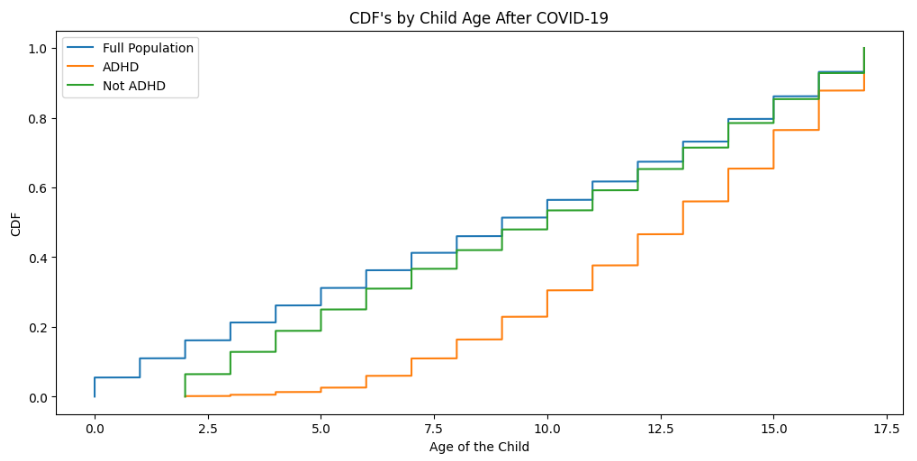 CDF's by Child Age After COVID-19
Full Population
ADHD
Not ADHD
1.0
0.8
0.6
0.4
0.2
0.0
CDF
0.0 2.5 5.0 7.5 10.0 12.5 15.0 17.5
Age of the Child